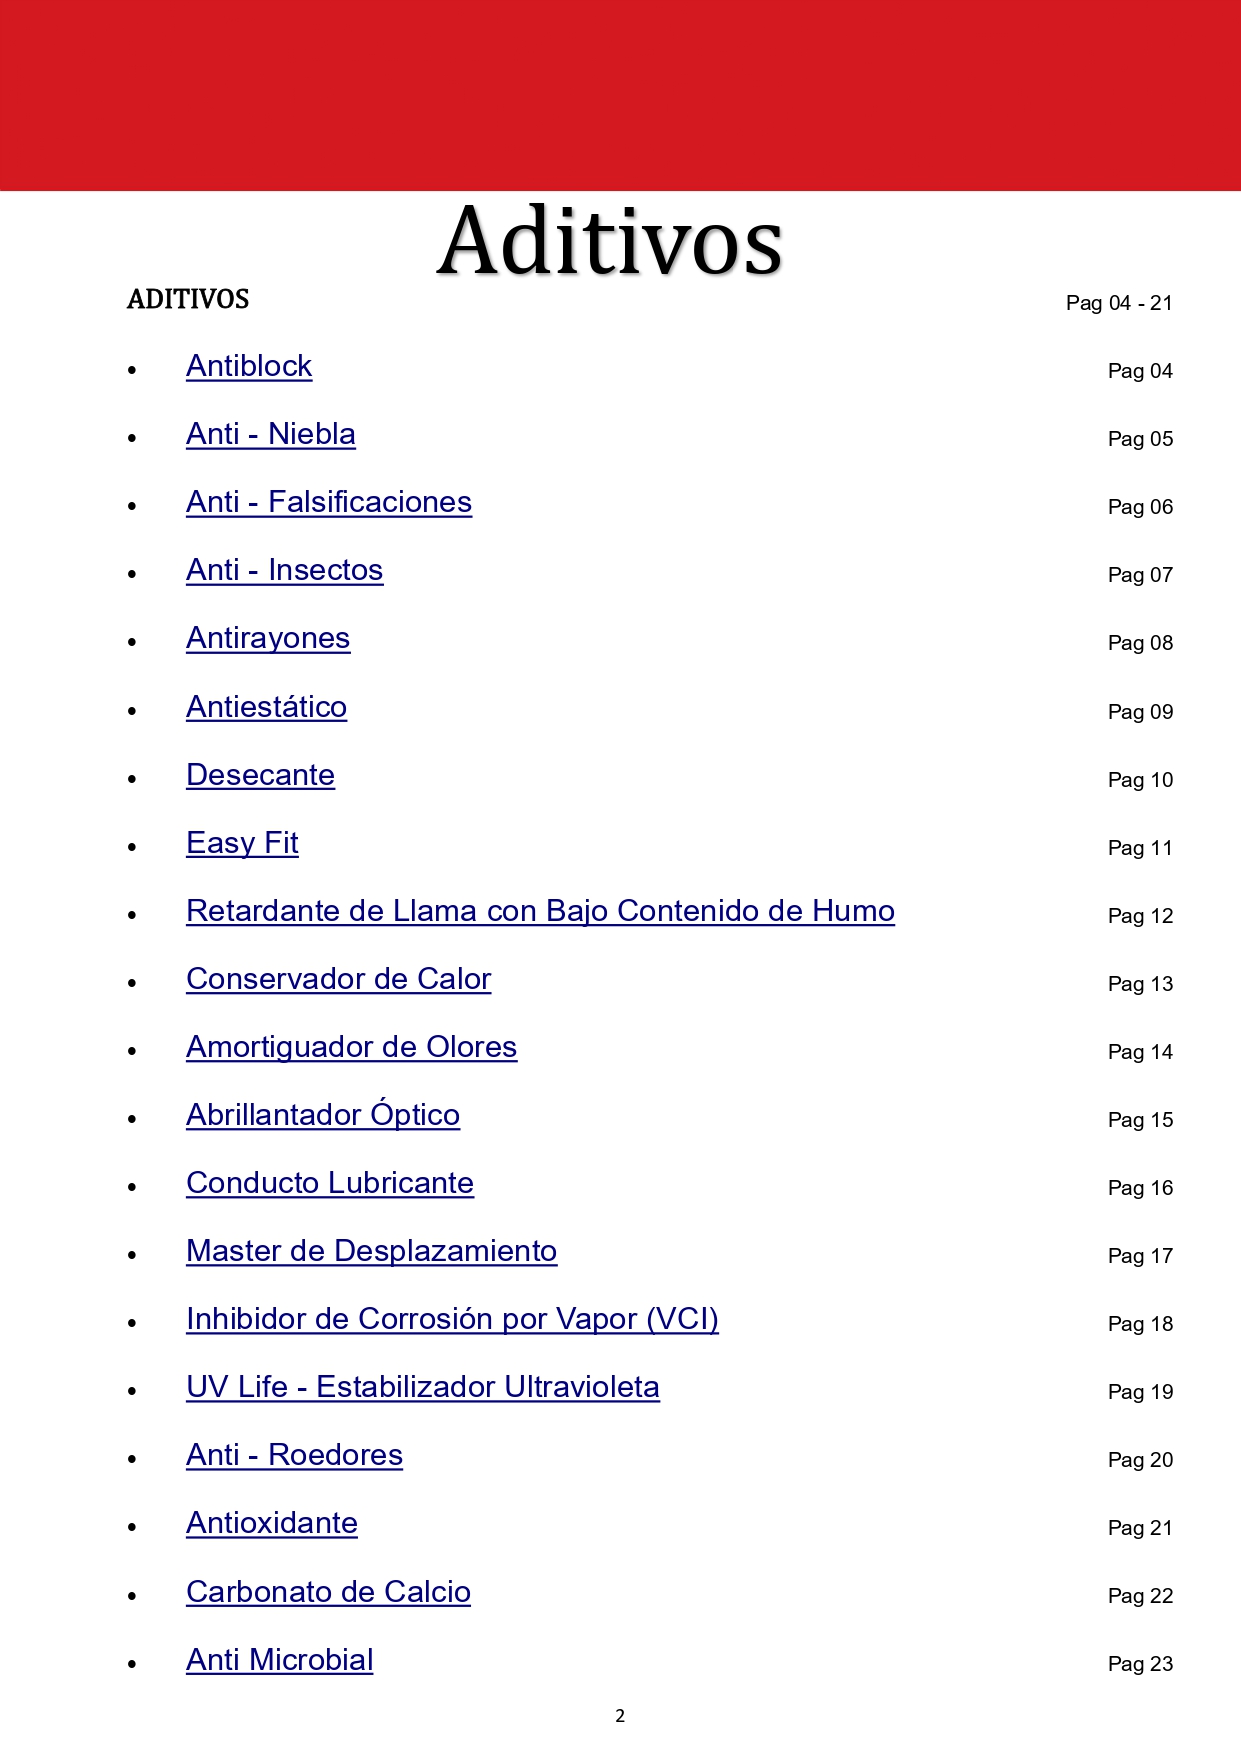 Aditivos
ADITIVOS Pag 04 - 21
• Antiblock Pag 04
• Anti - Niebla Pag 05
• Anti - Falsificaciones Pag 06
• Anti - Insectos Pag 07
• Antirayones Pag 08
• Antiestático Pag 09
• Desecante Pag 10
• Easy Fit Pag 11
• Retardante de Llama con Bajo Contenido de Humo Pag 12
• Conservador de Calor Pag 13
• Amortiguador de Olores Pag 14
• Abrillantador Óptico Pag 15
• Conducto Lubricante Pag 16
• Master de Desplazamiento Pag 17
• Inhibidor de Corrosión por Vapor (VCI) Pag 18
• UV Life - Estabilizador Ultravioleta Pag 19
• Anti - Roedores Pag 20
• Antioxidante Pag 21
• Carbonato de Calcio Pag 22
• Anti Microbial Pag 23
2